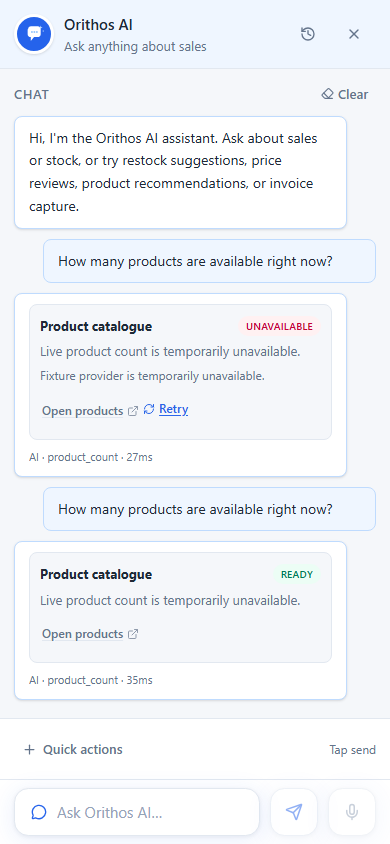 Orithos AI
Ask anything about sales
CHAT
Clear
Hi, I'm the Orithos AI assistant. Ask about sales
or stock, or try restock suggestions, price
reviews, product recommendations, or invoice
capture.
How many products are available right now?
Product catalogue
UNAVAILABLE
Live product count is temporarily unavailable.
Fixture provider is temporarily unavailable.
Open products
Retry
AI · product_count · 27ms
How many products are available right now?
Product catalogue
READY
Live product count is temporarily unavailable.
Open products
AI · product_count · 35ms
Quick actions
Tap send
Ask Orithos AI...